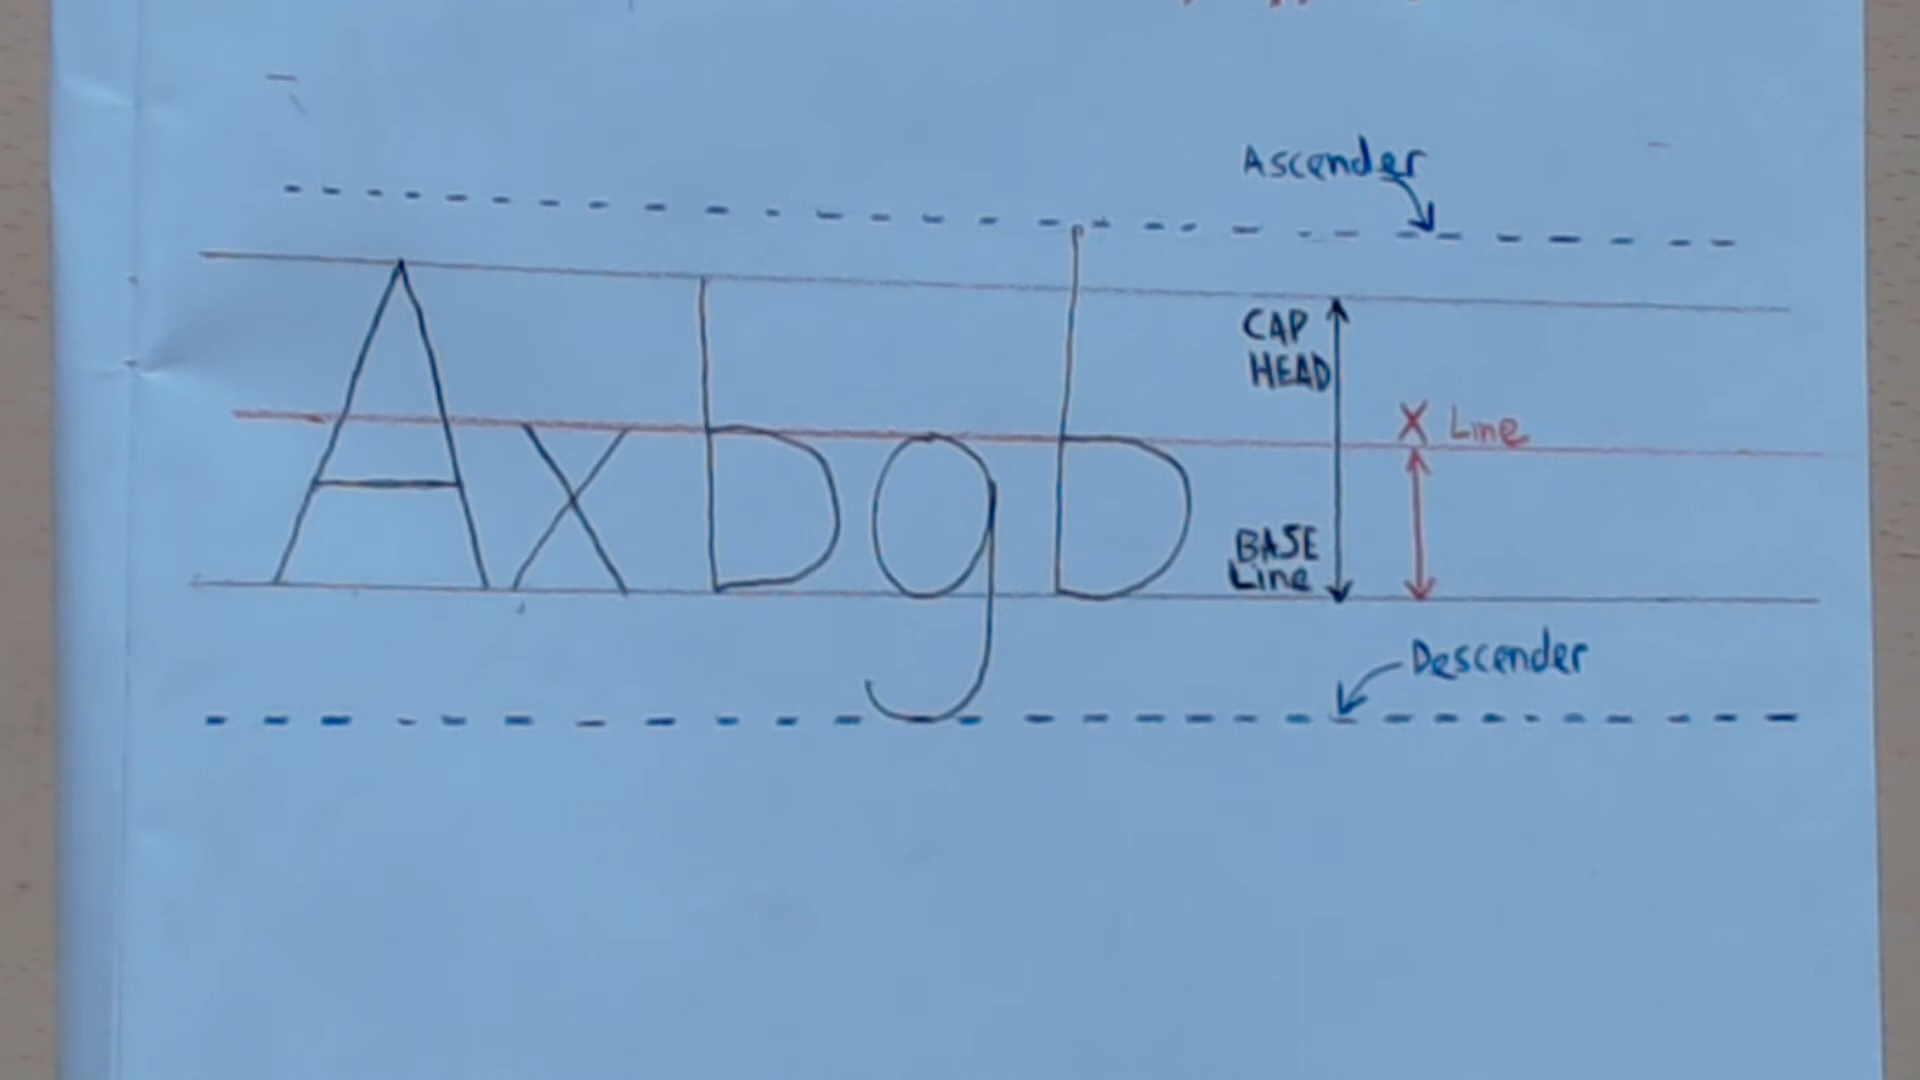 Ascender
Axbgb
CAP
HEAD
X Line
BASE
Line
Descender